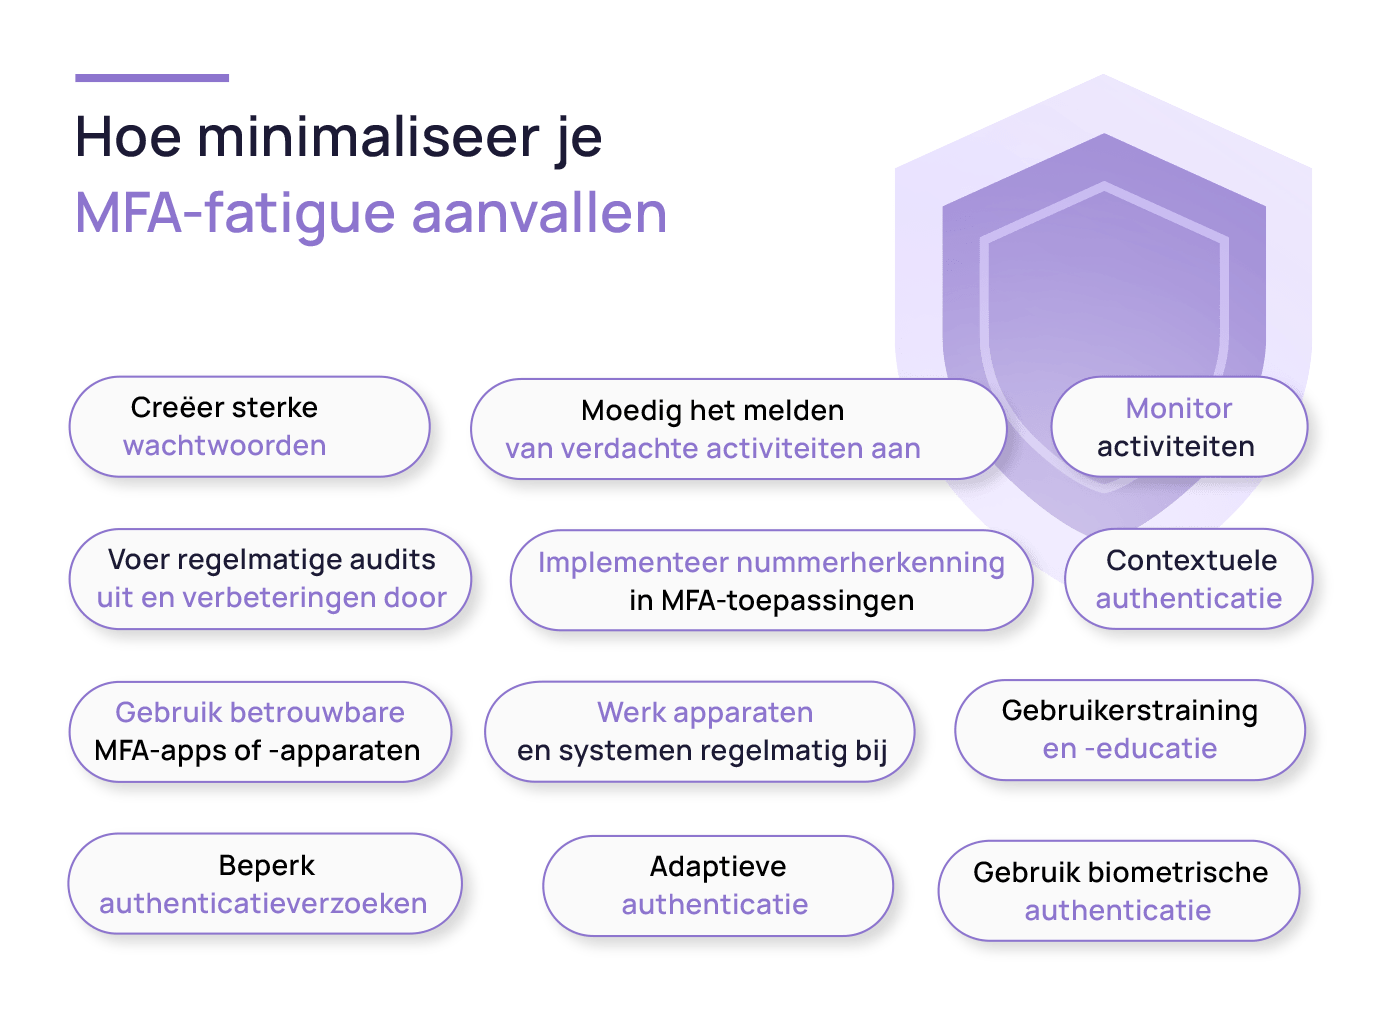 Hoe minimaliseer je
MFA-fatigue aanvallen
Creëer sterke
wachtwoorden
Moedig het melden
van verdachte activiteiten aan
Monitor
activiteiten
Voer regelmatige audits
uit en verbeteringen door
Implementeer nummerherkenning
in MFA-toepassingen
Contextuele
authenticatie
Gebruik betrouwbare
MFA-apps of -apparaten
Werk apparaten
en systemen regelmatig bij
Gebruikerstraining
en -educatie
Beperk
authenticatieverzoeken
Adaptieve
authenticatie
Gebruik biometrische
authenticatie